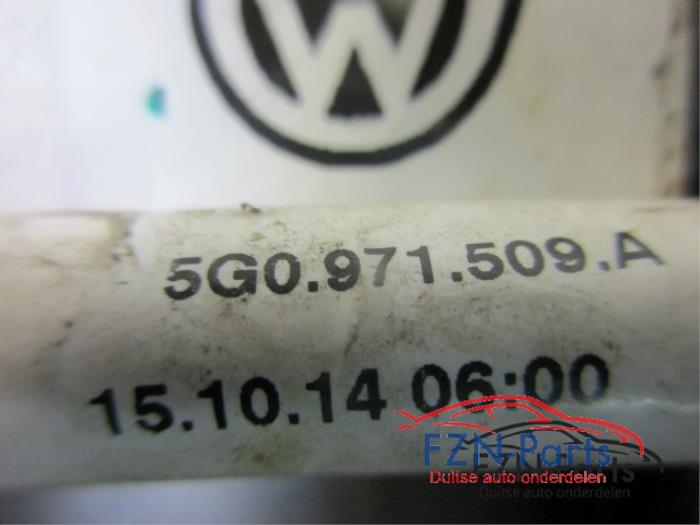 5G0.971.509.A
15.10.14 06:00
FZN-Parts
Duitse auto onderdelen